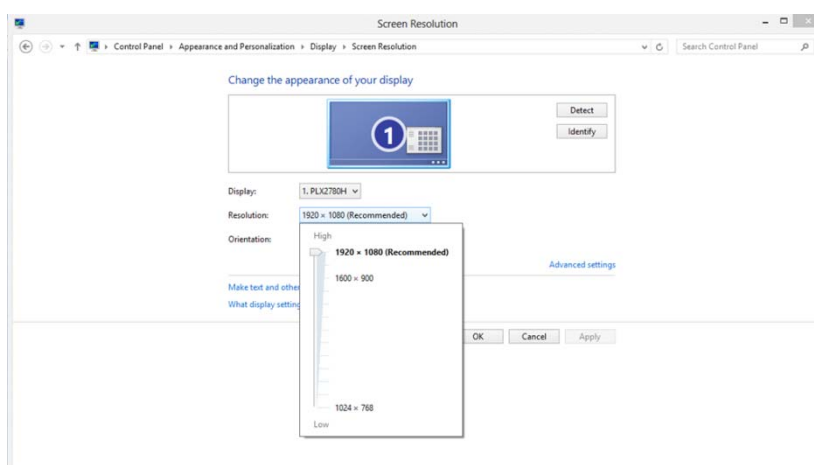 Screen Resolution
Control Panel Appearance and Personalization Display Screen Resolution
Search Control Panel
Change the appearance of your display
1
Detect
Identify
Display: 1. PLX2780H
Resolution: 1920 × 1080 (Recommended)
Orientation:
High
1920 × 1080 (Recommended)
Advanced settings
1600 × 900
Make text and other
What display setting
OK Cancel Apply
1024 × 768
Low